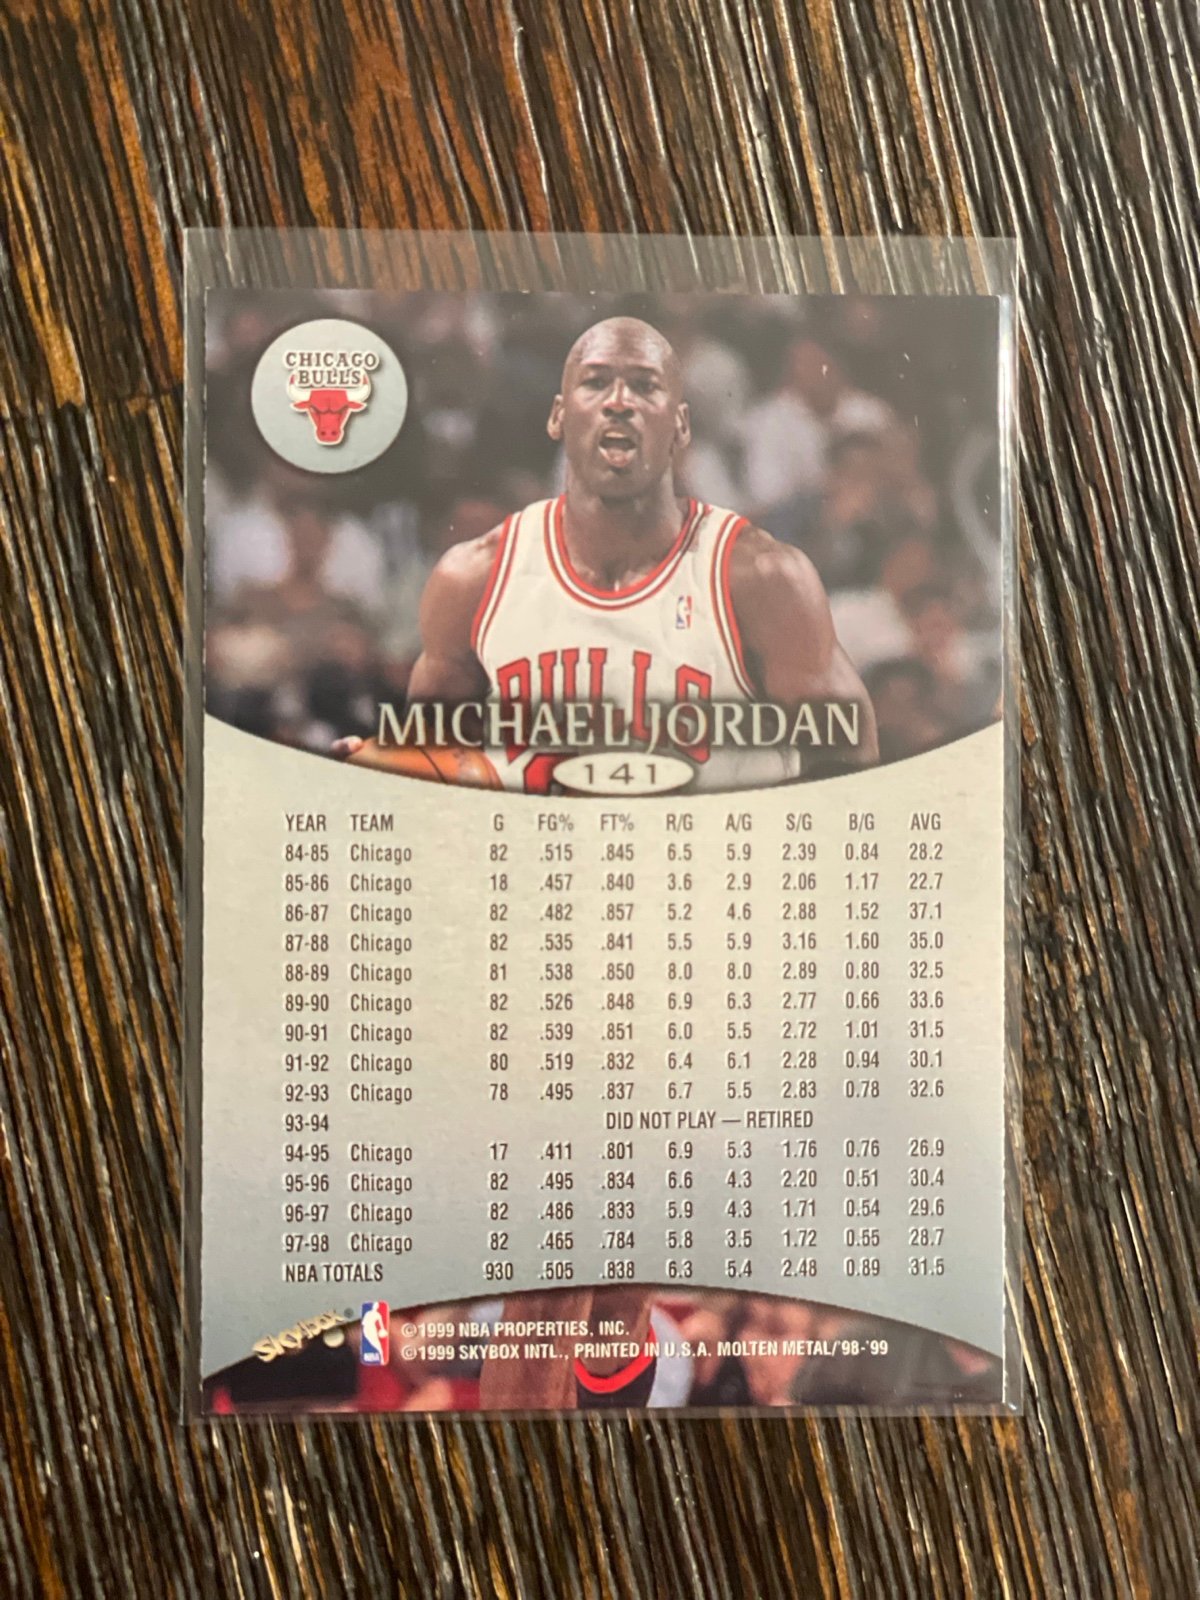 CHICAGO
BULLS
BULLS
MICHAEL JORDAN
141
YEAR TEAM G FG% FT% R/G A/G S/G B/G AVG
84-85 Chicago 82 .515 .845 6.5 5.9 2.39 0.84 28.2
85-86 Chicago 18 .457 .840 3.6 2.9 2.06 1.17 22.7
86-87 Chicago 82 .482 .857 5.2 4.6 2.88 1.52 37.1
87-88 Chicago 82 .535 .841 5.5 5.9 3.16 1.60 35.0
88-89 Chicago 81 .538 .850 8.0 8.0 2.89 0.80 32.5
89-90 Chicago 82 .526 .848 6.9 6.3 2.77 0.66 33.6
90-91 Chicago 82 .539 .851 6.0 5.5 2.72 1.01 31.5
91-92 Chicago 80 .519 .832 6.4 6.1 2.28 0.94 30.1
92-93 Chicago 78 .495 .837 6.7 5.5 2.83 0.78 32.6
93-94 DID NOT PLAY — RETIRED
94-95 Chicago 17 .411 .801 6.9 5.3 1.76 0.76 26.9
95-96 Chicago 82 .495 .834 6.6 4.3 2.20 0.51 30.4
96-97 Chicago 82 .486 .833 5.9 4.3 1.71 0.54 29.6
97-98 Chicago 82 .465 .784 5.8 3.5 1.72 0.55 28.7
NBA TOTALS 930 .505 .838 6.3 5.4 2.48 0.89 31.5
skybox®
NBA
©1999 NBA PROPERTIES, INC.
©1999 SKYBOX INTL., PRINTED IN U.S.A. MOLTEN METAL/'98-'99